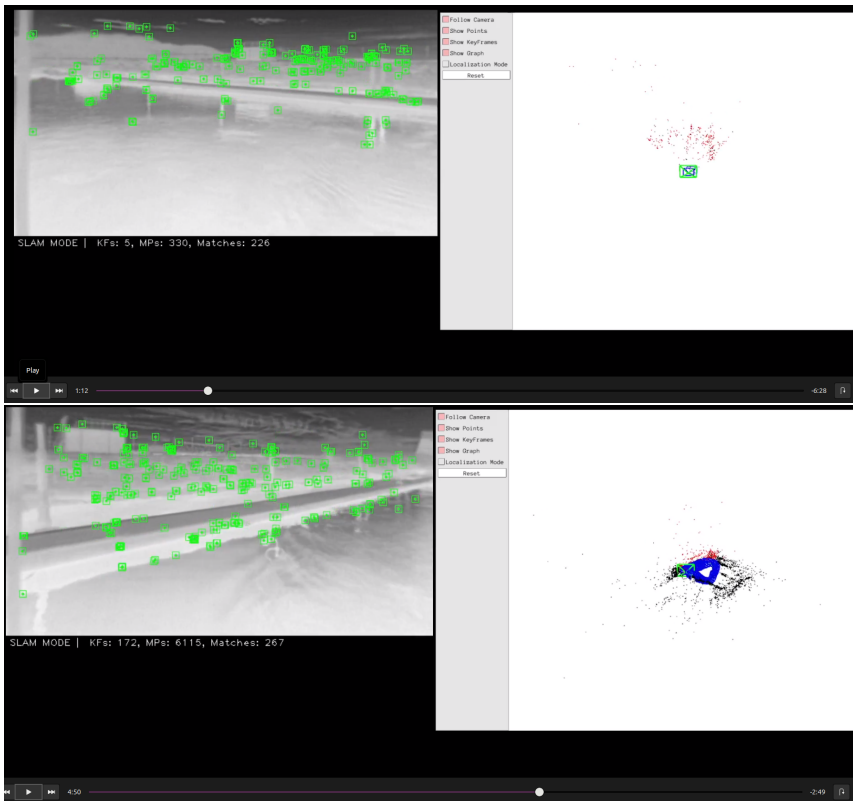 Follow Camera
Show Points
Show KeyFrames
Show Graph
Localization Mode
Reset
SLAM MODE | KFs: 5, MPs: 330, Matches: 226
Play
1:12
-6:28
Follow Camera
Show Points
Show KeyFrames
Show Graph
Localization Mode
Reset
SLAM MODE | KFs: 172, MPs: 6115, Matches: 267
4:50
-2:49